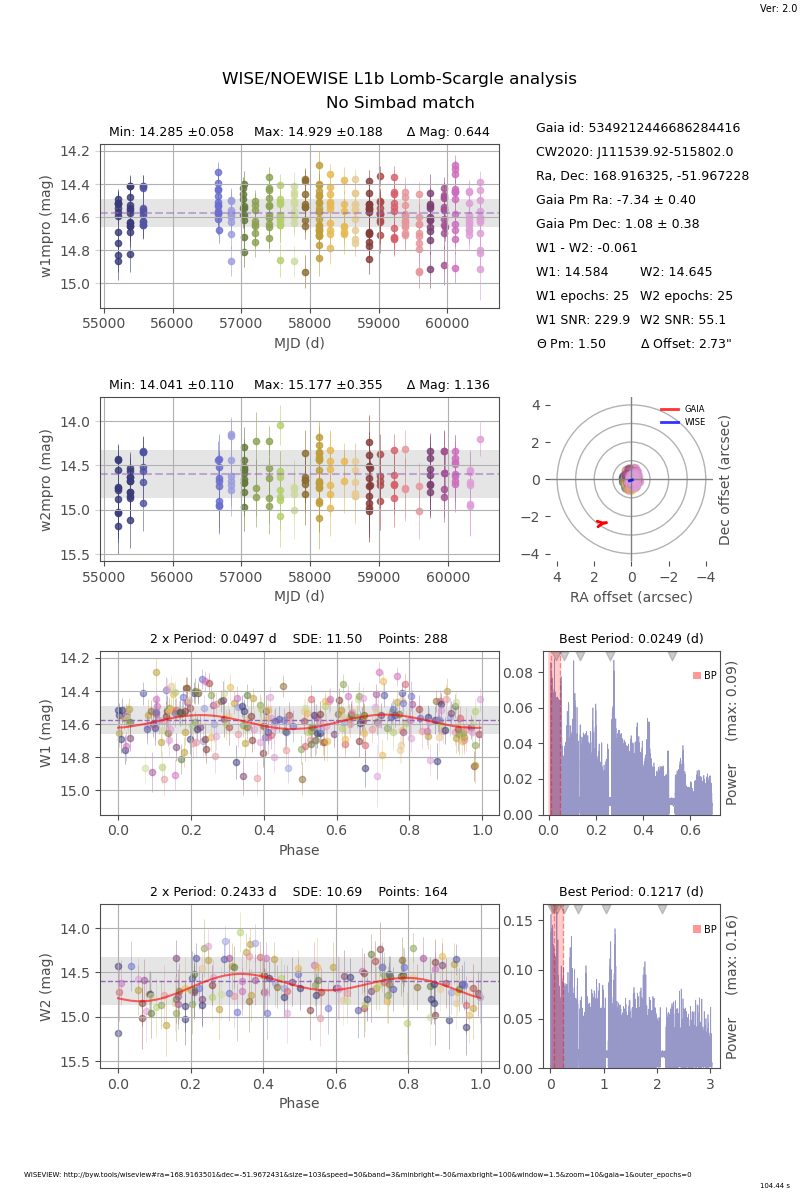 Ver: 2.0
WISE/NOEWISE L1b Lomb-Scargle analysis
No Simbad match
Min: 14.285 ±0.058 Max: 14.929 ±0.188 Δ Mag: 0.644
14.2
14.4
14.6
14.8
15.0
w1mpro (mag)
55000 56000 57000 58000 59000 60000
MJD (d)
Gaia id: 5349212446686284416
CW2020: J111539.92-515802.0
Ra, Dec: 168.916325, -51.967228
Gaia Pm Ra: -7.34 ± 0.40
Gaia Pm Dec: 1.08 ± 0.38
W1 - W2: -0.061
W1: 14.584 W2: 14.645
W1 epochs: 25 W2 epochs: 25
W1 SNR: 229.9 W2 SNR: 55.1
Θ Pm: 1.50 Δ Offset: 2.73"
Min: 14.041 ±0.110 Max: 15.177 ±0.355 Δ Mag: 1.136
14.0
14.5
15.0
15.5
w2mpro (mag)
55000 56000 57000 58000 59000 60000
MJD (d)
GAIA
WISE
4
2
0
−2
−4
Dec offset (arcsec)
4 2 0 −2 −4
RA offset (arcsec)
2 x Period: 0.0497 d SDE: 11.50 Points: 288
14.2
14.4
14.6
14.8
15.0
W1 (mag)
0.0 0.2 0.4 0.6 0.8 1.0
Phase
Best Period: 0.0249 (d)
BP
0.08
0.06
0.04
0.02
0.00
Power (max: 0.09)
0.0 0.2 0.4 0.6
2 x Period: 0.2433 d SDE: 10.69 Points: 164
14.0
14.5
15.0
15.5
W2 (mag)
0.0 0.2 0.4 0.6 0.8 1.0
Phase
Best Period: 0.1217 (d)
BP
0.15
0.10
0.05
0.00
Power (max: 0.16)
0 1 2 3
WISEVIEW: http://byw.tools/wiseview#ra=168.9163501&dec=-51.9672431&size=103&speed=50&band=3&minbright=-50&maxbright=100&window=1.5&zoom=10&gaia=1&outer_epochs=0
104.44 s